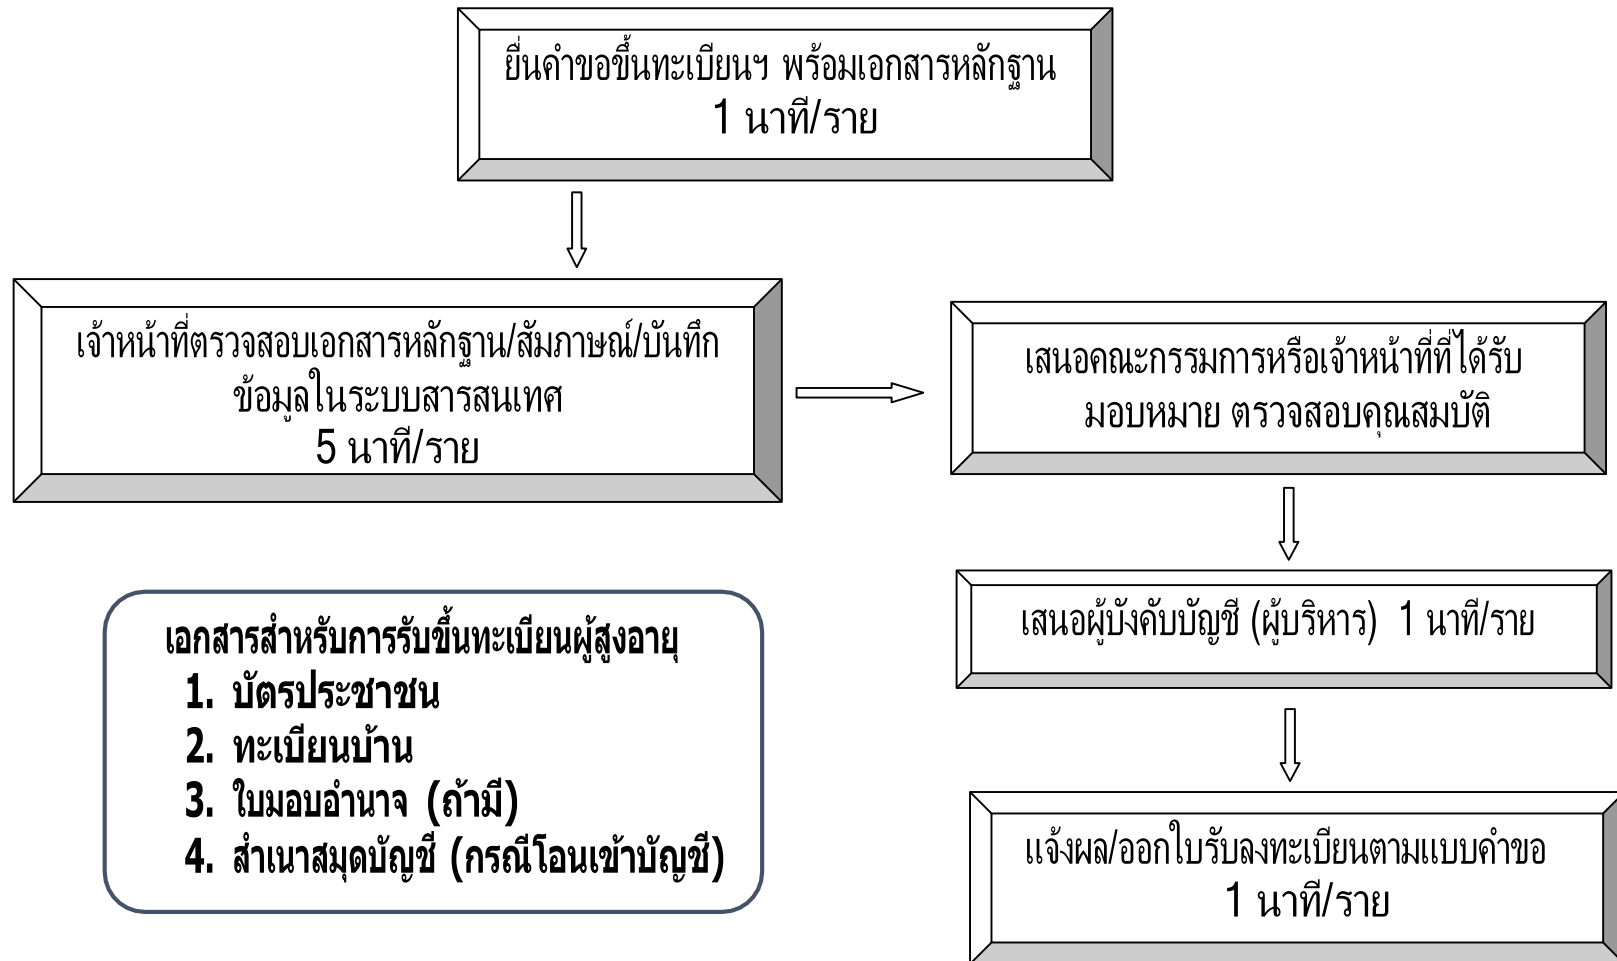 ยื่นคำขอขึ้นทะเบียนฯ พร้อมเอกสารหลักฐาน
1 นาที/ราย
เจ้าหน้าที่ตรวจสอบเอกสารหลักฐาน/สัมภาษณ์/บันทึก
ข้อมูลในระบบสารสนเทศ
5 นาที/ราย
เสนอคณะกรรมการหรือเจ้าหน้าที่ที่ได้รับ
มอบหมาย ตรวจสอบคุณสมบัติ
เสนอผู้บังคับบัญชี (ผู้บริหาร) 1 นาที/ราย
แจ้งผล/ออกใบรับลงทะเบียนตามแบบคำขอ
1 นาที/ราย
เอกสารสำหรับการรับขึ้นทะเบียนผู้สูงอายุ
1. บัตรประชาชน
2. ทะเบียนบ้าน
3. ใบมอบอำนาจ (ถ้ามี)
4. สำเนาสมุดบัญชี (กรณีโอนเข้าบัญชี)